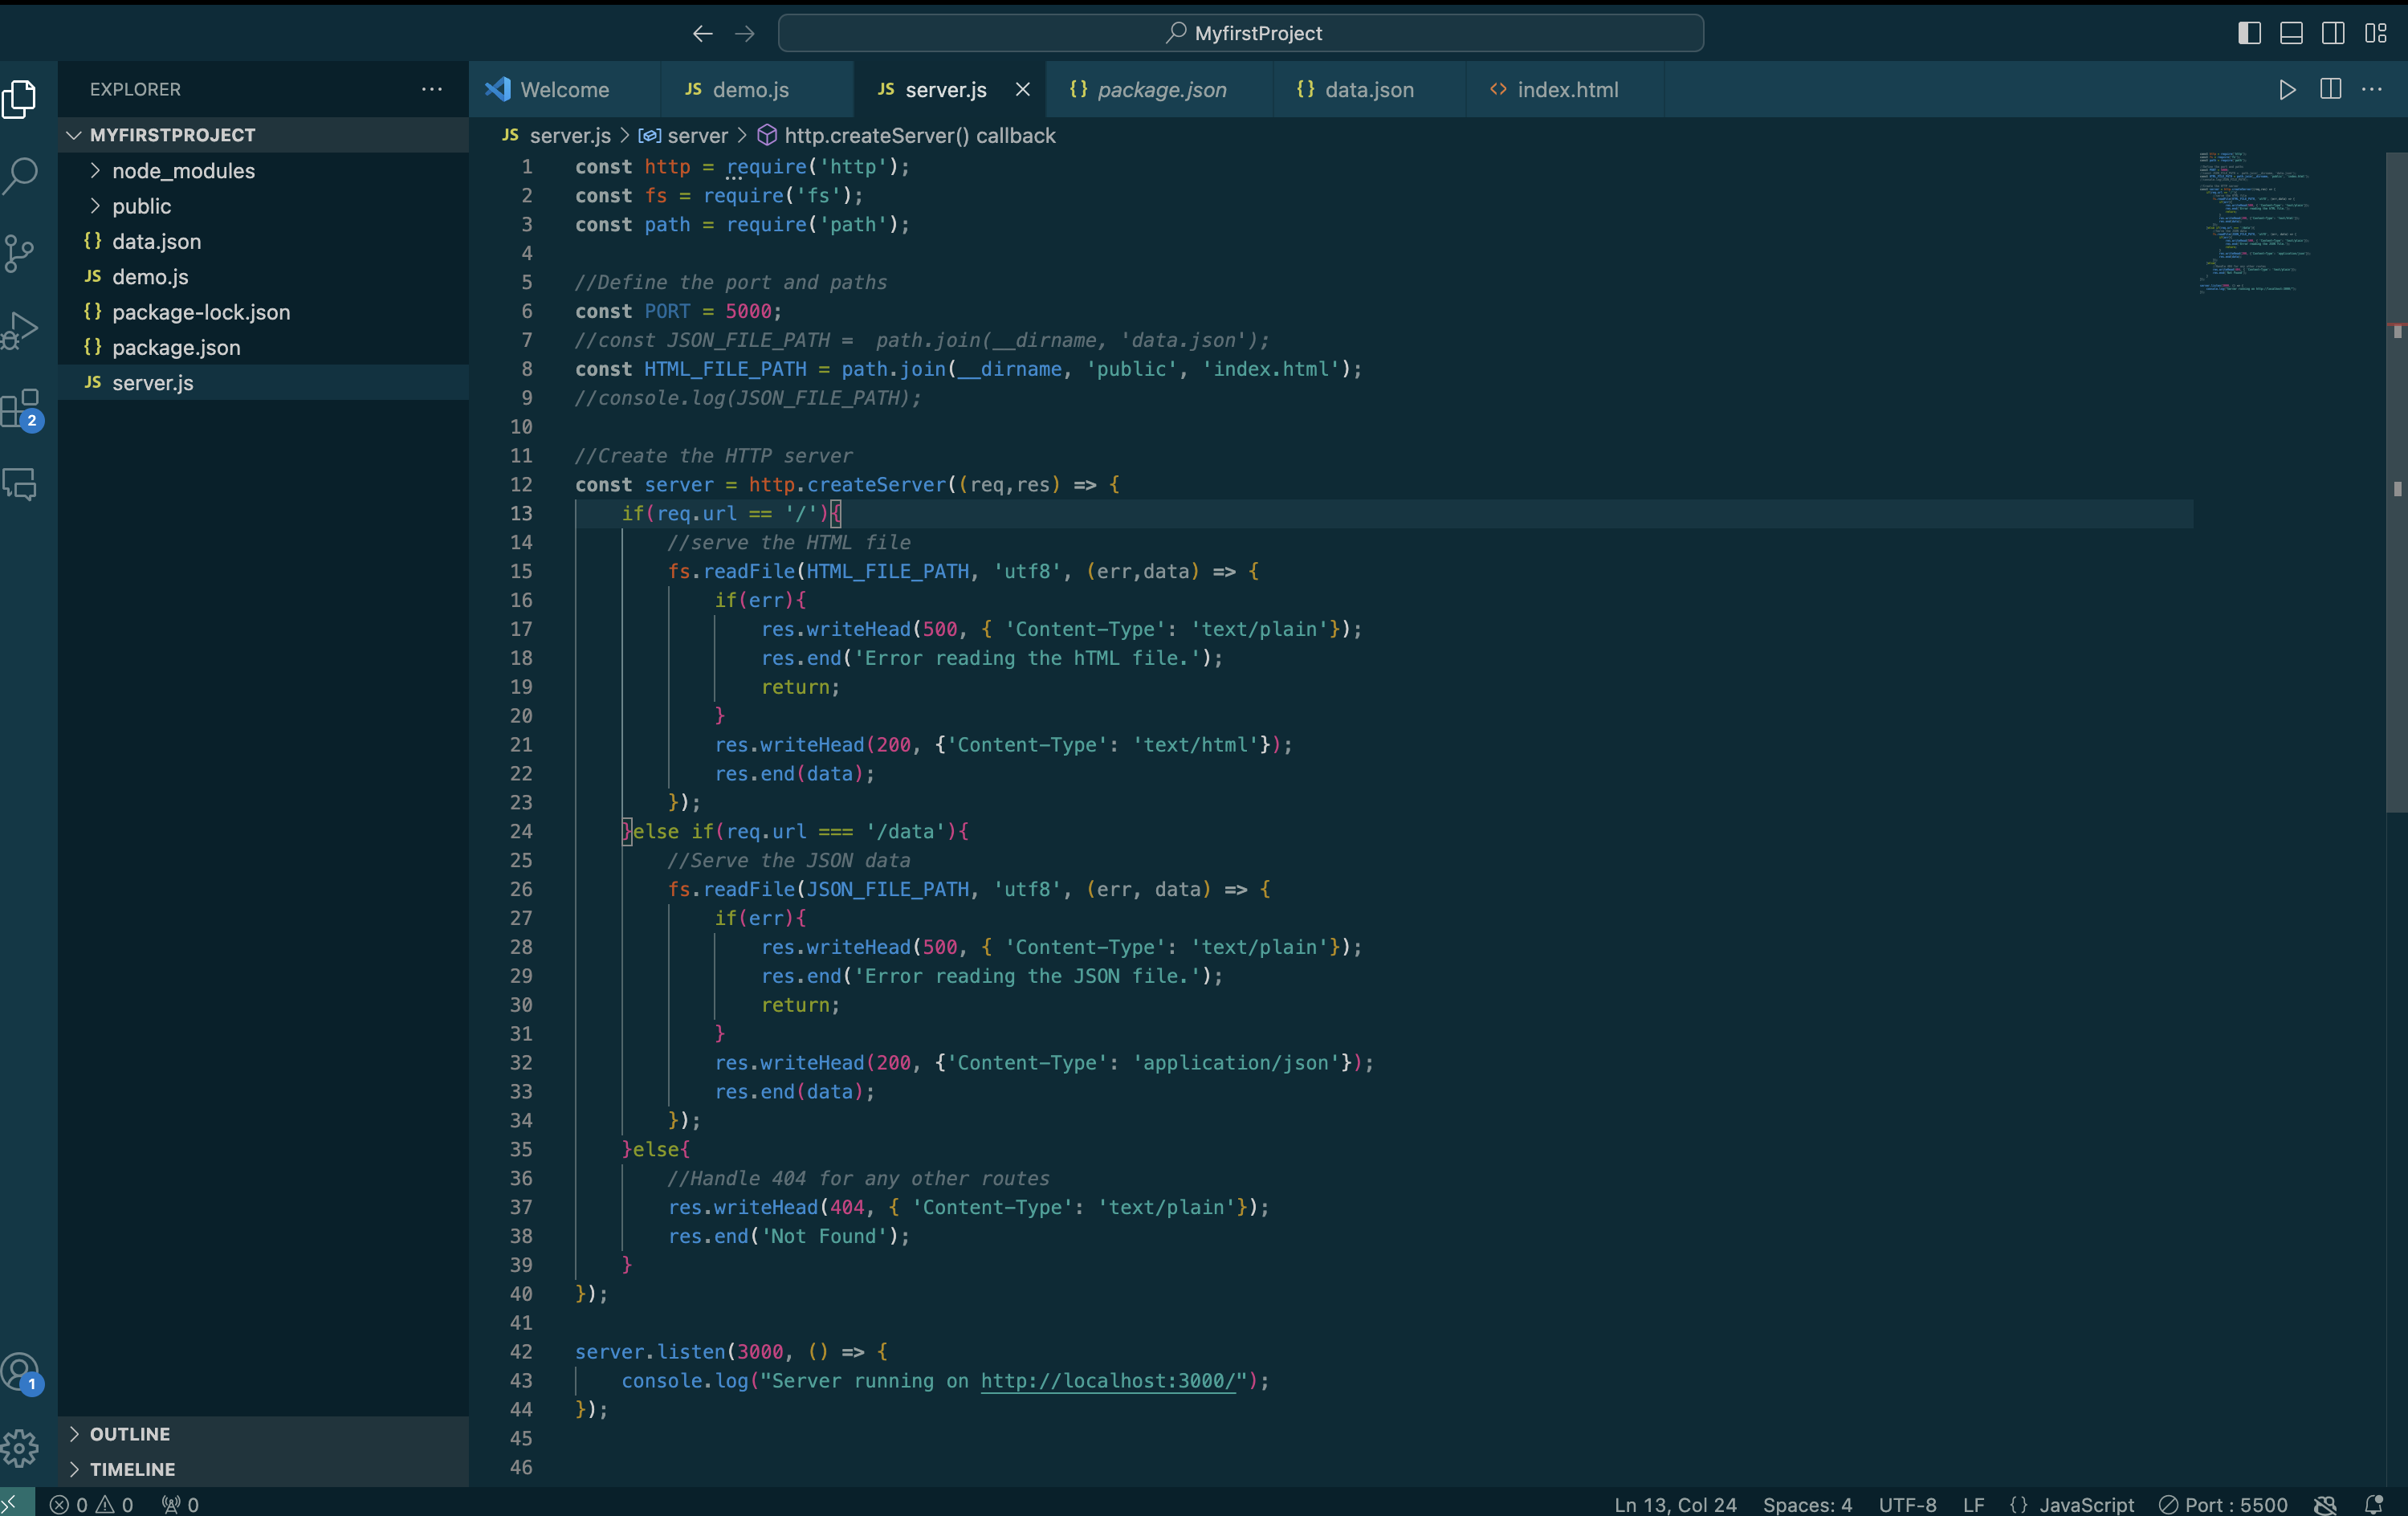 MyfirstProject
EXPLORER
Welcome
JS demo.js
JS server.js
{} package.json
{} data.json
<> index.html
MYFIRSTPROJECT
node_modules
public
{} data.json
JS demo.js
{} package-lock.json
{} package.json
JS server.js
2
1
OUTLINE
TIMELINE
JS server.js > server > http.createServer() callback
1 const http = require('http');
2 const fs = require('fs');
3 const path = require('path');
4
5 //Define the port and paths
6 const PORT = 5000;
7 //const JSON_FILE_PATH =  path.join(__dirname, 'data.json');
8 const HTML_FILE_PATH = path.join(__dirname, 'public', 'index.html');
9 //console.log(JSON_FILE_PATH);
10
11 //Create the HTTP server
12 const server = http.createServer((req,res) => {
13     if(req.url == '/'){
14         //serve the HTML file
15         fs.readFile(HTML_FILE_PATH, 'utf8', (err,data) => {
16             if(err){
17                 res.writeHead(500, { 'Content-Type': 'text/plain'});
18                 res.end('Error reading the hTML file.');
19                 return;
20             }
21             res.writeHead(200, {'Content-Type': 'text/html'});
22             res.end(data);
23         });
24     }else if(req.url === '/data'){
25         //Serve the JSON data
26         fs.readFile(JSON_FILE_PATH, 'utf8', (err, data) => {
27             if(err){
28                 res.writeHead(500, { 'Content-Type': 'text/plain'});
29                 res.end('Error reading the JSON file.');
30                 return;
31             }
32             res.writeHead(200, {'Content-Type': 'application/json'});
33             res.end(data);
34         });
35     }else{
36         //Handle 404 for any other routes
37         res.writeHead(404, { 'Content-Type': 'text/plain'});
38         res.end('Not Found');
39     }
40 });
41
42 server.listen(3000, () => {
43     console.log("Server running on http://localhost:3000/");
44 });
45
46
0 0 0
Ln 13, Col 24 Spaces: 4 UTF-8 LF {} JavaScript Port : 5500